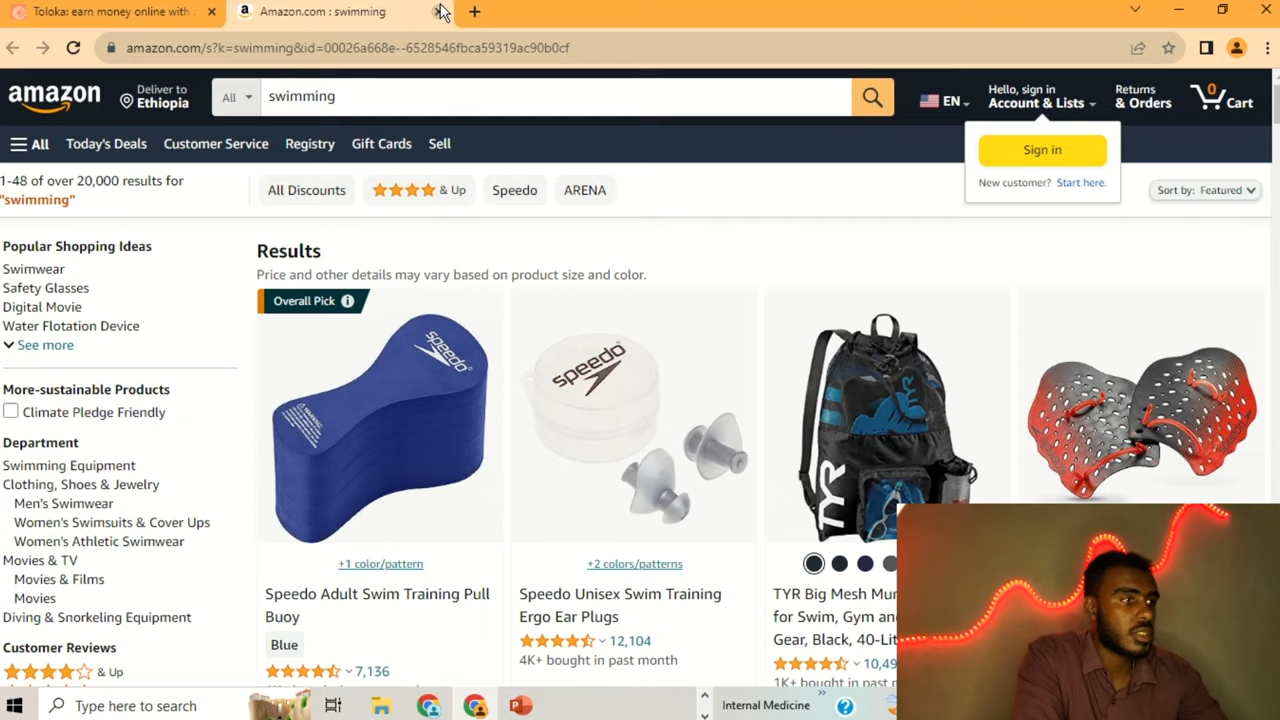 Toloka: earn money online with
Amazon.com : swimming
amazon.com/s?k=swimming&id=00026a668e--6528546fbca59319ac90b0cf
amazon
Deliver to
Ethiopia
All
swimming
EN
Hello, sign in
Account & Lists
Returns
& Orders
0
Cart
All
Today's Deals
Customer Service
Registry
Gift Cards
Sell
Sign in
New customer? Start here.
1-48 of over 20,000 results for
"swimming"
All Discounts
& Up
Speedo
ARENA
Sort by: Featured
Popular Shopping Ideas
Swimwear
Safety Glasses
Digital Movie
Water Flotation Device
See more
More-sustainable Products
Climate Pledge Friendly
Department
Swimming Equipment
Clothing, Shoes & Jewelry
Men's Swimwear
Women's Swimsuits & Cover Ups
Women's Athletic Swimwear
Movies & TV
Movies & Films
Movies
Diving & Snorkeling Equipment
Customer Reviews
& Up
Results
Price and other details may vary based on product size and color.
Overall Pick
speedo
+1 color/pattern
Speedo Adult Swim Training Pull
Buoy
Blue
7,136
speedo
+2 colors/patterns
Speedo Unisex Swim Training
Ergo Ear Plugs
12,104
4K+ bought in past month
TYR
TYR Big Mesh Mum
for Swim, Gym an
Gear, Black, 40-Lit
10,49
1K+ bought in pas
Type here to search
Internal Medicine